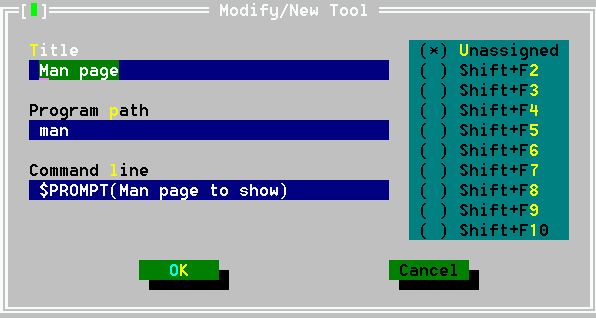 [▮] Modify/New Tool
Title
Man page
Program path
man
Command line
$PROMPT(Man page to show)
(*) Unassigned
( ) Shift+F2
( ) Shift+F3
( ) Shift+F4
( ) Shift+F5
( ) Shift+F6
( ) Shift+F7
( ) Shift+F8
( ) Shift+F9
( ) Shift+F10
OK
Cancel